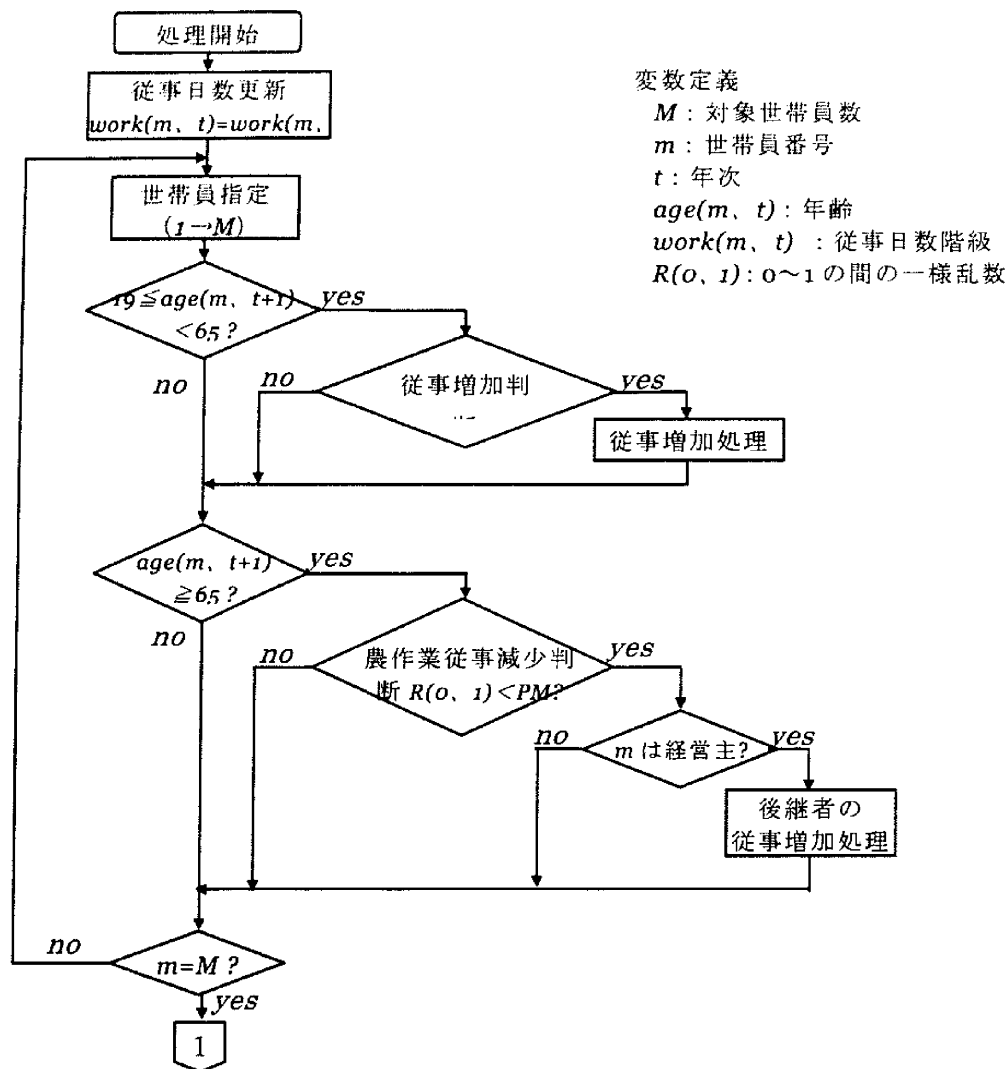 処理開始
従事日数更新
work(m、t)=work(m、
世帯員指定
(1→M)
19≦age(m、t+1)
<65?
yes
no
従事増加判
no
yes
従事増加処理
age(m、t+1)
≧65?
yes
no
農作業従事減少判
断 R(0、1)<PM?
no
yes
mは経営主?
no
yes
後継者の
従事増加処理
m=M?
no
yes
1
変数定義
M:対象世帯員数
m:世帯員番号
t:年次
age(m、t):年齢
work(m、t) :従事日数階級
R(0、1):0~1の間の一様乱数